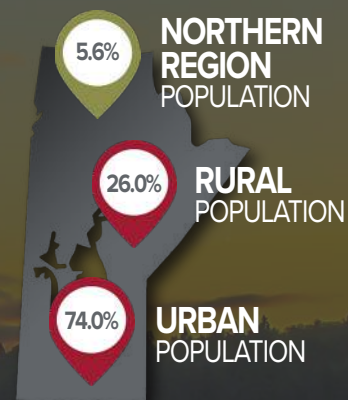 5.6%
NORTHERN
REGION
POPULATION
26.0%
RURAL
POPULATION
74.0%
URBAN
POPULATION